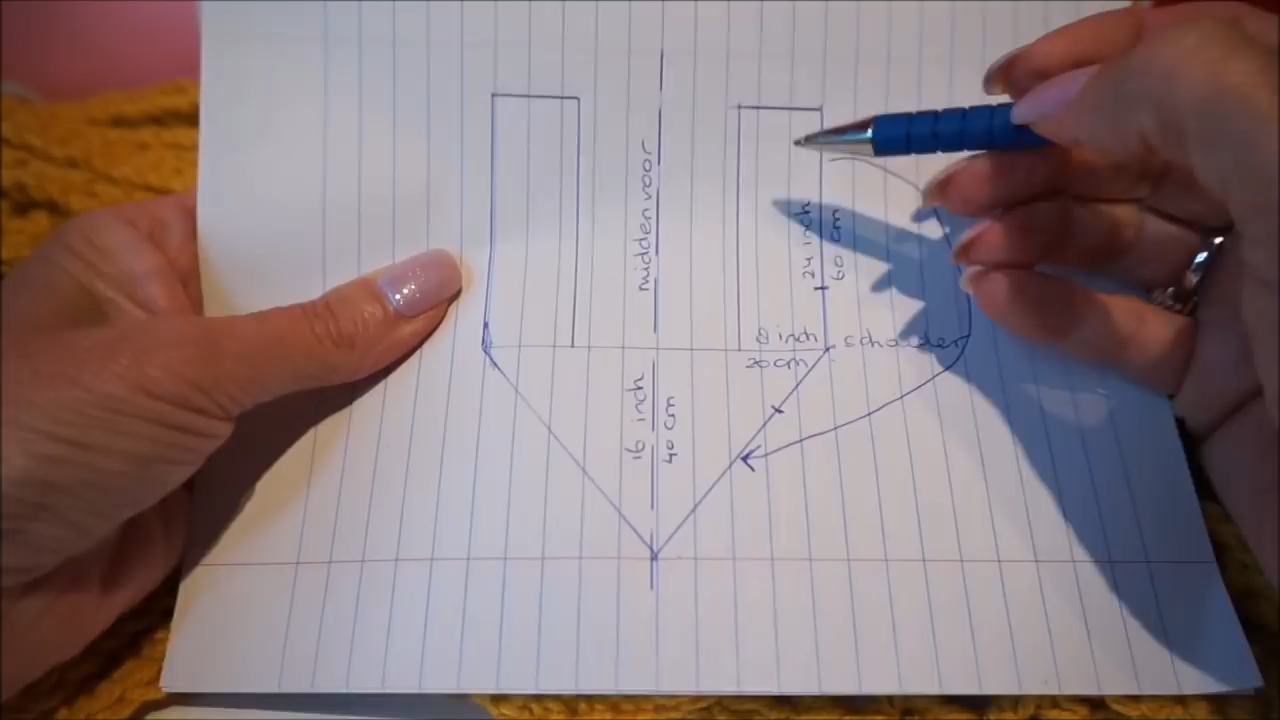 middenvoor
24 inch
60 cm
8 inch
20 cm
schouder
16 inch
40 cm